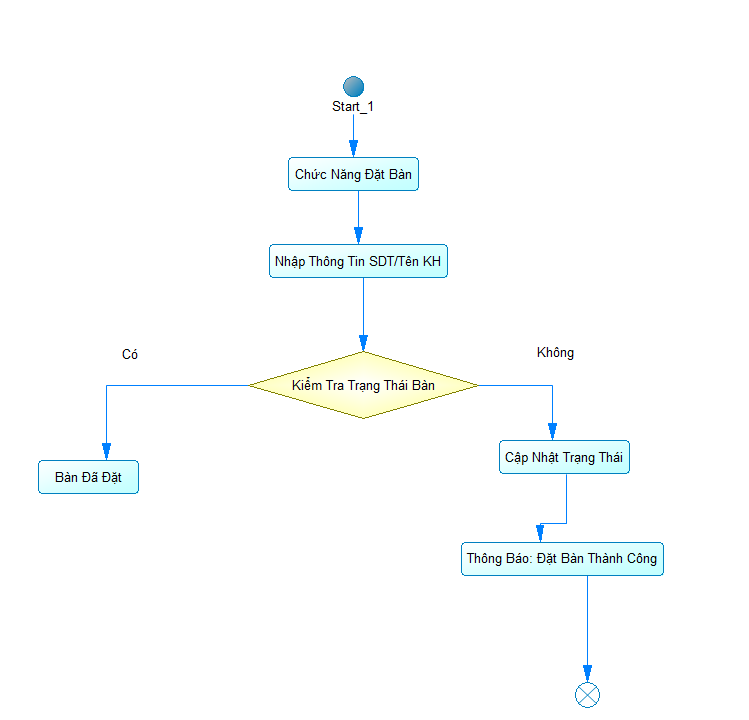 Start_1
Chức Năng Đặt Bàn
Nhập Thông Tin SDT/Tên KH
Có
Không
Kiểm Tra Trạng Thái Bàn
Cập Nhật Trạng Thái
Bàn Đã Đặt
Thông Báo: Đặt Bàn Thành Công